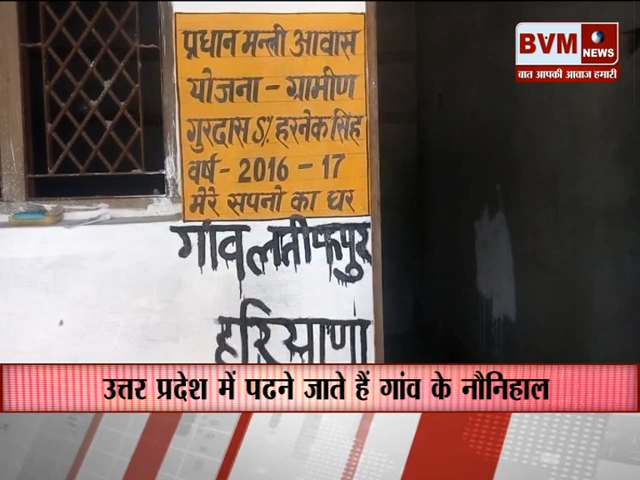 BVM NEWS
बात आपकी आवाज हमारी
प्रधान मन्त्री आवास
योजना - ग्रामीण
गुरदास S/ हरनेक सिंह
वर्ष - 2016 - 17
मेरे सपनो का घर
गांव लतीफपुर
हरियाणा
उत्तर प्रदेश में पढने जाते हैं गांव के नौनिहाल